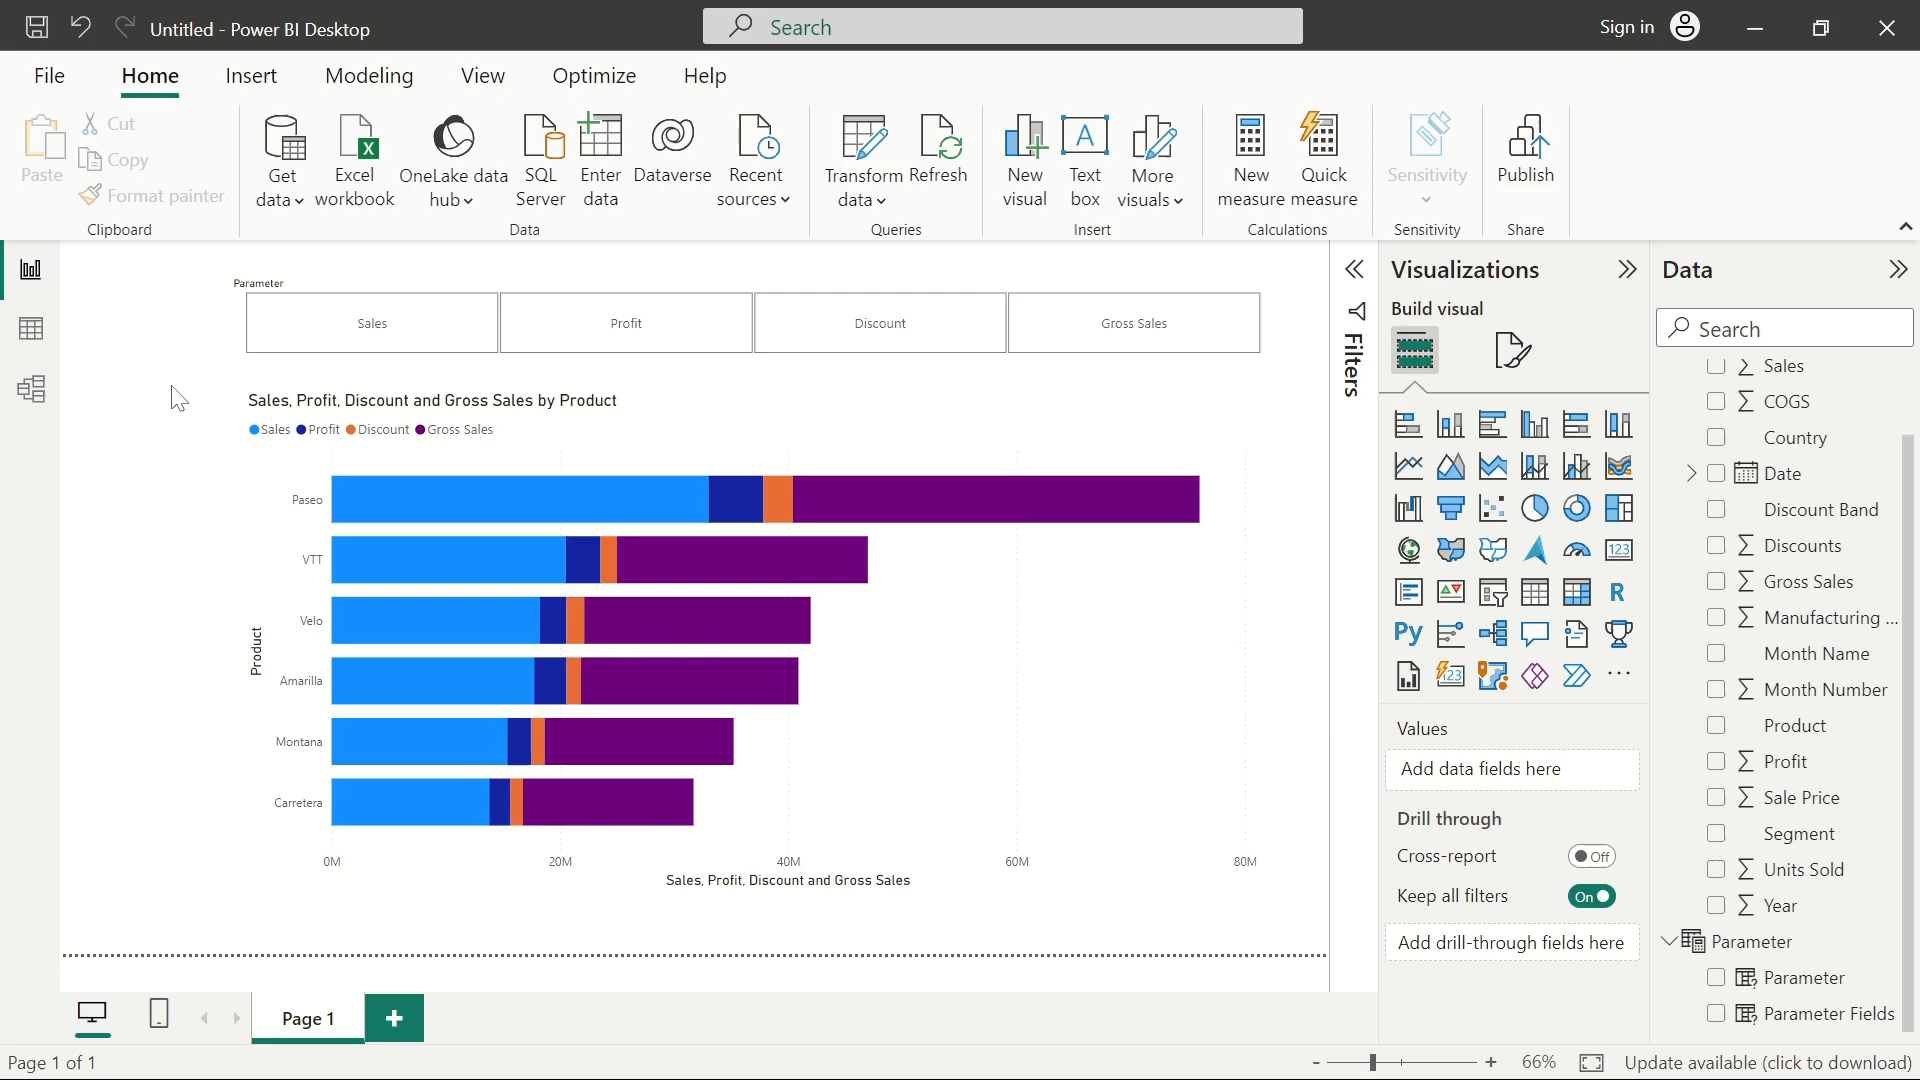 Untitled - Power BI Desktop
Search
Sign in
File
Home
Insert
Modeling
View
Optimize
Help
Paste
Cut
Copy
Format painter
Clipboard
Get data
Excel workbook
OneLake data hub
SQL Server
Enter data
Dataverse
Recent sources
Data
Transform data
Refresh
Queries
New visual
Text box
More visuals
Insert
New measure
Quick measure
Calculations
Sensitivity
Sensitivity
Publish
Share
Parameter
Sales
Profit
Discount
Gross Sales
Sales, Profit, Discount and Gross Sales by Product
Sales Profit Discount Gross Sales
Product
Paseo
VTT
Velo
Amarilla
Montana
Carretera
0M 20M 40M 60M 80M
Sales, Profit, Discount and Gross Sales
Filters
Visualizations
Build visual
123
R
Py
123
Values
Add data fields here
Drill through
Cross-report
Off
Keep all filters
On
Add drill-through fields here
Data
Search
Sales
COGS
Country
Date
Discount Band
Discounts
Gross Sales
Manufacturing ...
Month Name
Month Number
Product
Profit
Sale Price
Segment
Units Sold
Year
Parameter
Parameter
Parameter Fields
Page 1
Page 1 of 1
- + 66%
Update available (click to download)